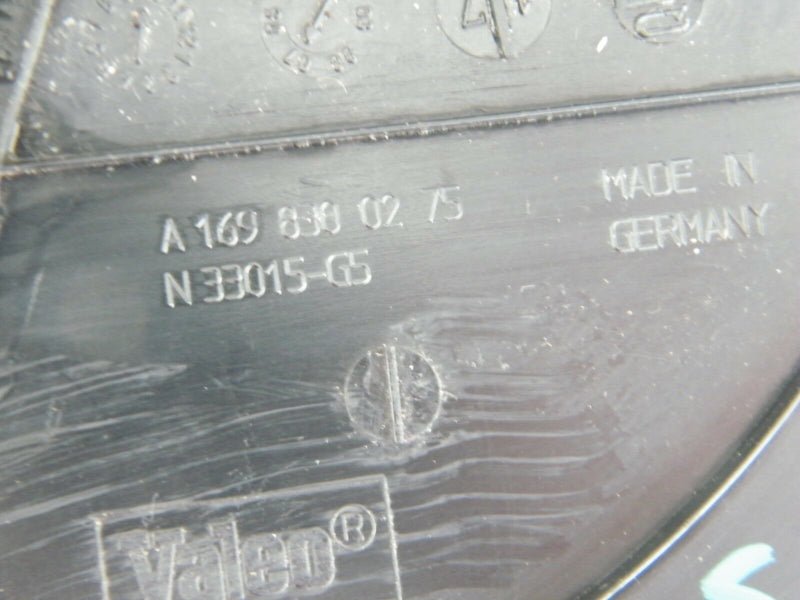 A 169 830 02 75
N 33015-G5
MADE IN
GERMANY
Valeo®